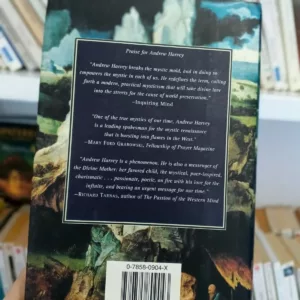 Praise for Andrew Harvey
"Andrew Harvey breaks the mystic mold, and in doing so
empowers the mystic in each of us. He redefines the term, calling
forth a modern, practical mysticism that will take divine love
into the streets for the cause of world preservation."
—Inquiring Mind
"One of the true mystics of our time, Andrew Harvey
is a leading spokesman for the mystic renaissance
that is bursting into flames in the West."
—Mary Ford Grabowski, Fellowship of Prayer Magazine
"Andrew Harvey is a phenomenon. He is also a messenger of
the Divine Mother: her favored child, the mystical, poet-inspired,
charismatic . . . passionate, poetic, on fire with his love for the
infinite, and bearing an urgent message for our time."
—Richard Tarnas, author of The Passion of the Western Mind
0-7858-0904-X